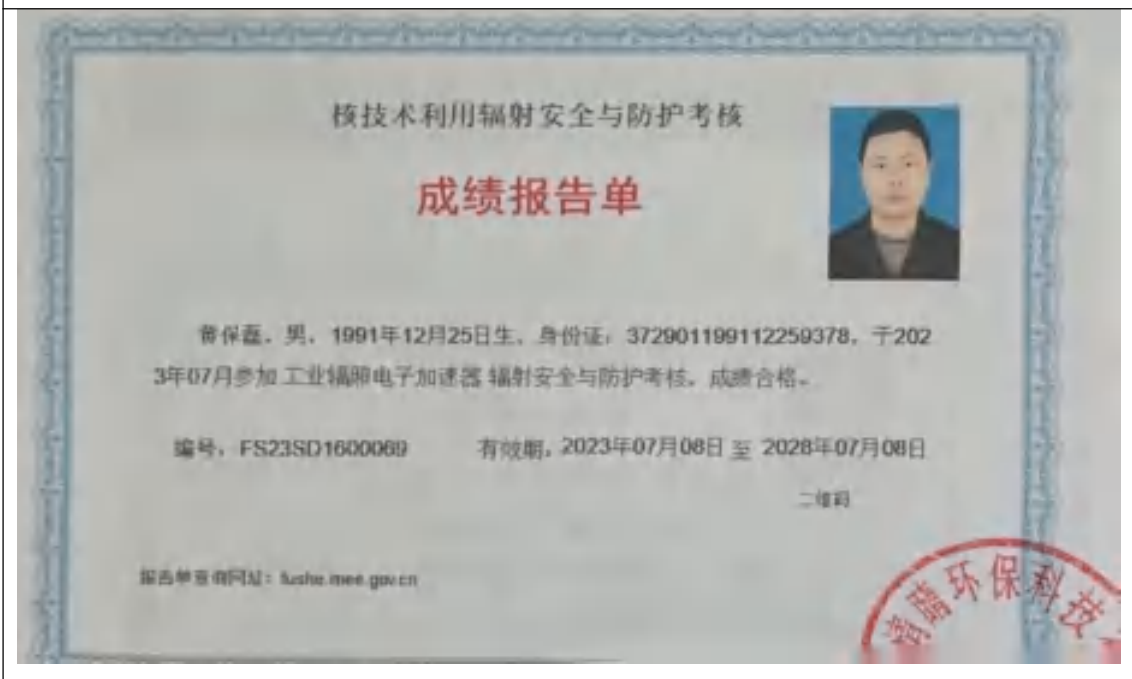 核技术利用辐射安全与防护考核
成绩报告单
黄保磊，男，1991年12月25日生，身份证：372901199112259378，于202
3年07月参加 工业辐照电子加速器 辐射安全与防护考核，成绩合格。
编号：FS23SD1600069 有效期：2023年07月08日 至 2028年07月08日
二维码
报告单查询网址：fushe.mee.gov.cn
环保科技